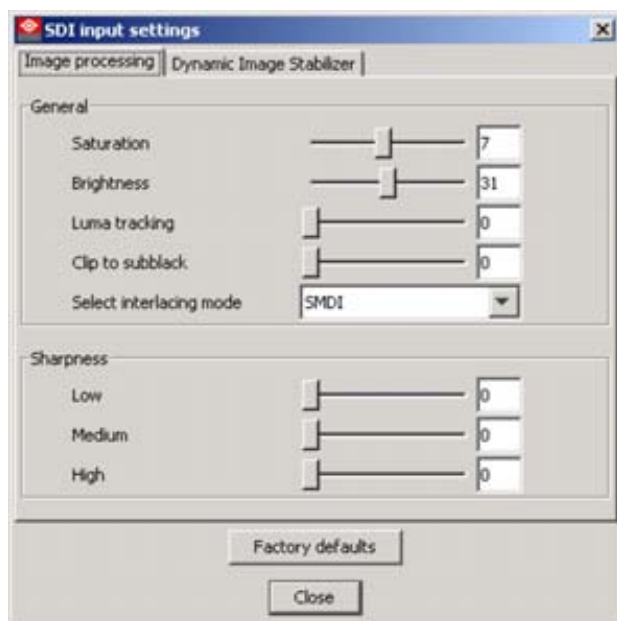 SDI input settings
Image processing Dynamic Image Stabilizer
General
Saturation 7
Brightness 31
Luma tracking 0
Clip to subblack 0
Select interlacing mode SMDI
Sharpness
Low 0
Medium 0
High 0
Factory defaults
Close